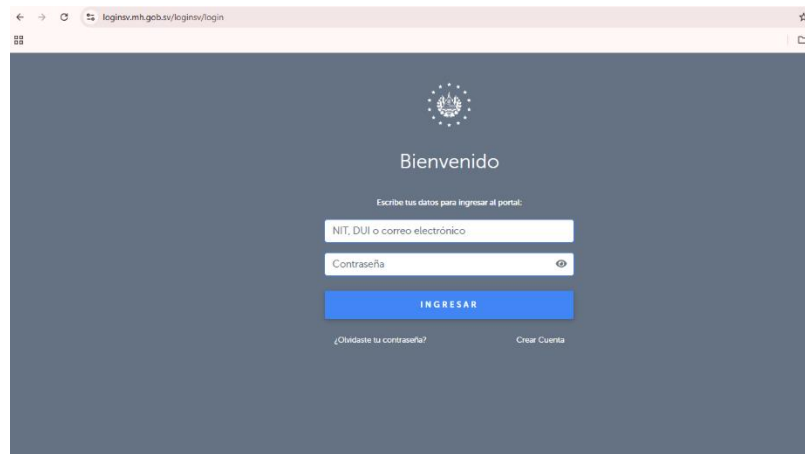 loginsv.mh.gob.sv/loginsv/login
Bienvenido
Escribe tus datos para ingresar al portal:
NIT, DUI o correo electrónico
Contraseña
INGRESAR
¿Olvidaste tu contraseña? Crear Cuenta